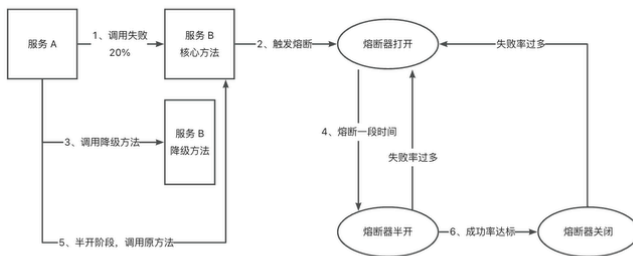 服务 A
1、调用失败
20%
服务 B
核心方法
2、触发熔断
熔断器打开
失败率过多
3、调用降级方法
服务 B
降级方法
4、熔断一段时间
失败率过多
5、半开阶段，调用原方法
熔断器半开
6、成功率达标
熔断器关闭